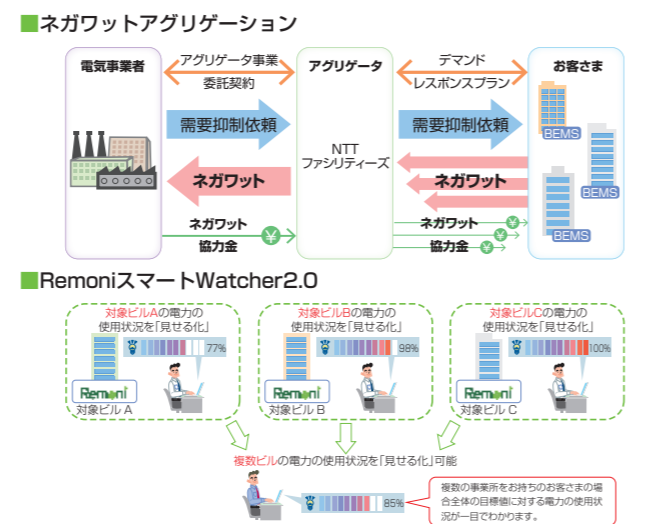 ■ネガワットアグリゲーション
電気事業者
アグリゲータ事業
委託契約
アグリゲータ
デマンド
レスポンスプラン
お客さま
需要抑制依頼
需要抑制依頼
NTT
ファシリティーズ
ネガワット
ネガワット
ネガワット
協力金
¥
ネガワット
協力金
¥
¥
¥
BEMS
BEMS
BEMS
■RemoniスマートWatcher2.0
対象ビルAの電力の
使用状況を「見せる化」
77%
Remoni
対象ビル A
対象ビルBの電力の
使用状況を「見せる化」
98%
Remoni
対象ビル B
対象ビルCの電力の
使用状況を「見せる化」
100%
Remoni
対象ビル C
複数ビルの電力の使用状況を「見せる化」可能
85%
複数の事業所をお持ちのお客さまの場
合全体の目標値に対する電力の使用状
況が一目でわかります。